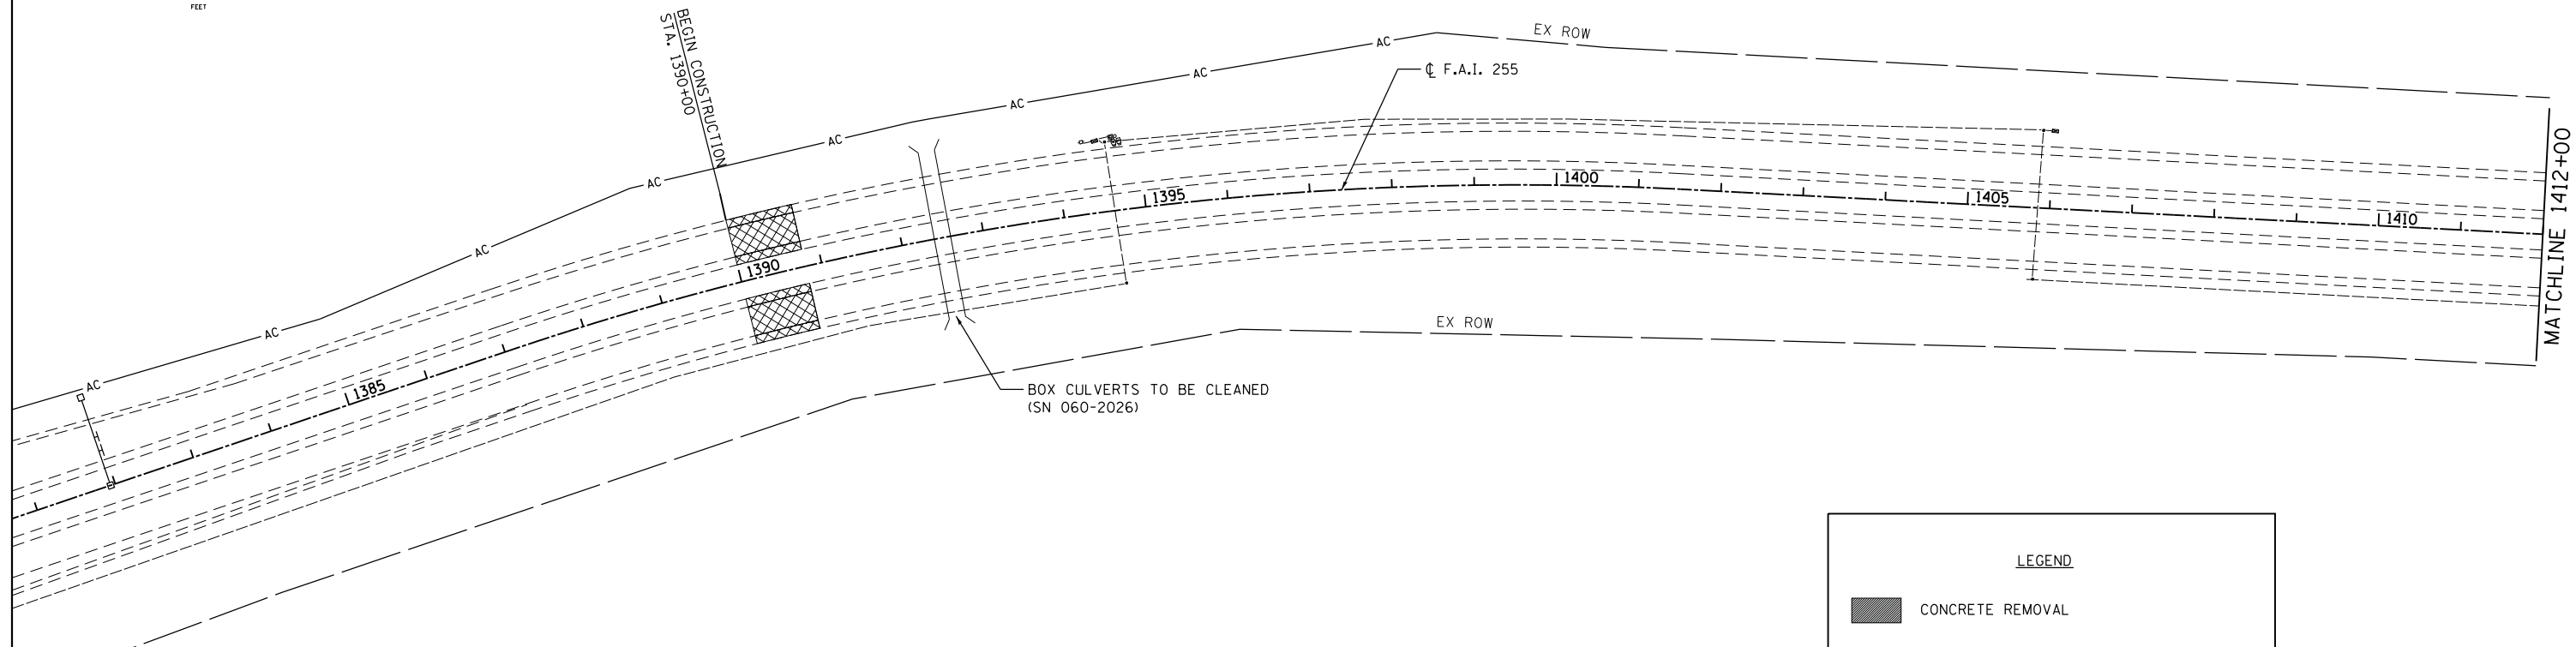 FEET
BEGIN CONSTRUCTION
STA. 1390+00
EX ROW
AC
AC
AC
AC
AC
AC
AC
AC
℄ F.A.I. 255
1385
1390
1395
1400
1405
1410
MATCHLINE 1412+00
EX ROW
BOX CULVERTS TO BE CLEANED
(SN 060-2026)
LEGEND
CONCRETE REMOVAL